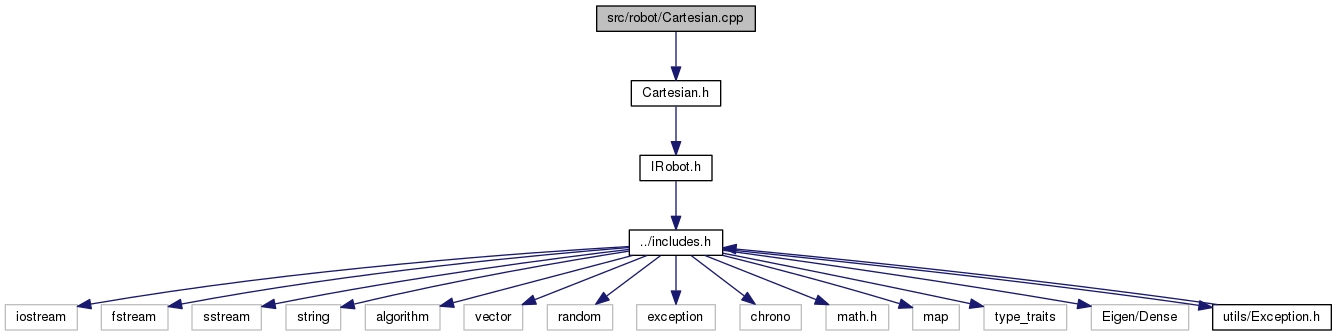 src/robot/Cartesian.cpp
Cartesian.h
IRobot.h
../includes.h
iostream
fstream
sstream
string
algorithm
vector
random
exception
chrono
math.h
map
type_traits
Eigen/Dense
utils/Exception.h